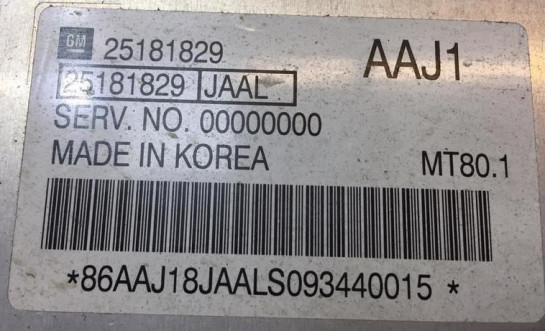 GM 25181829 AAJ1
25181829 JAAL
SERV. NO. 00000000
MADE IN KOREA MT80.1
*86AAJ18JAALS093440015 *